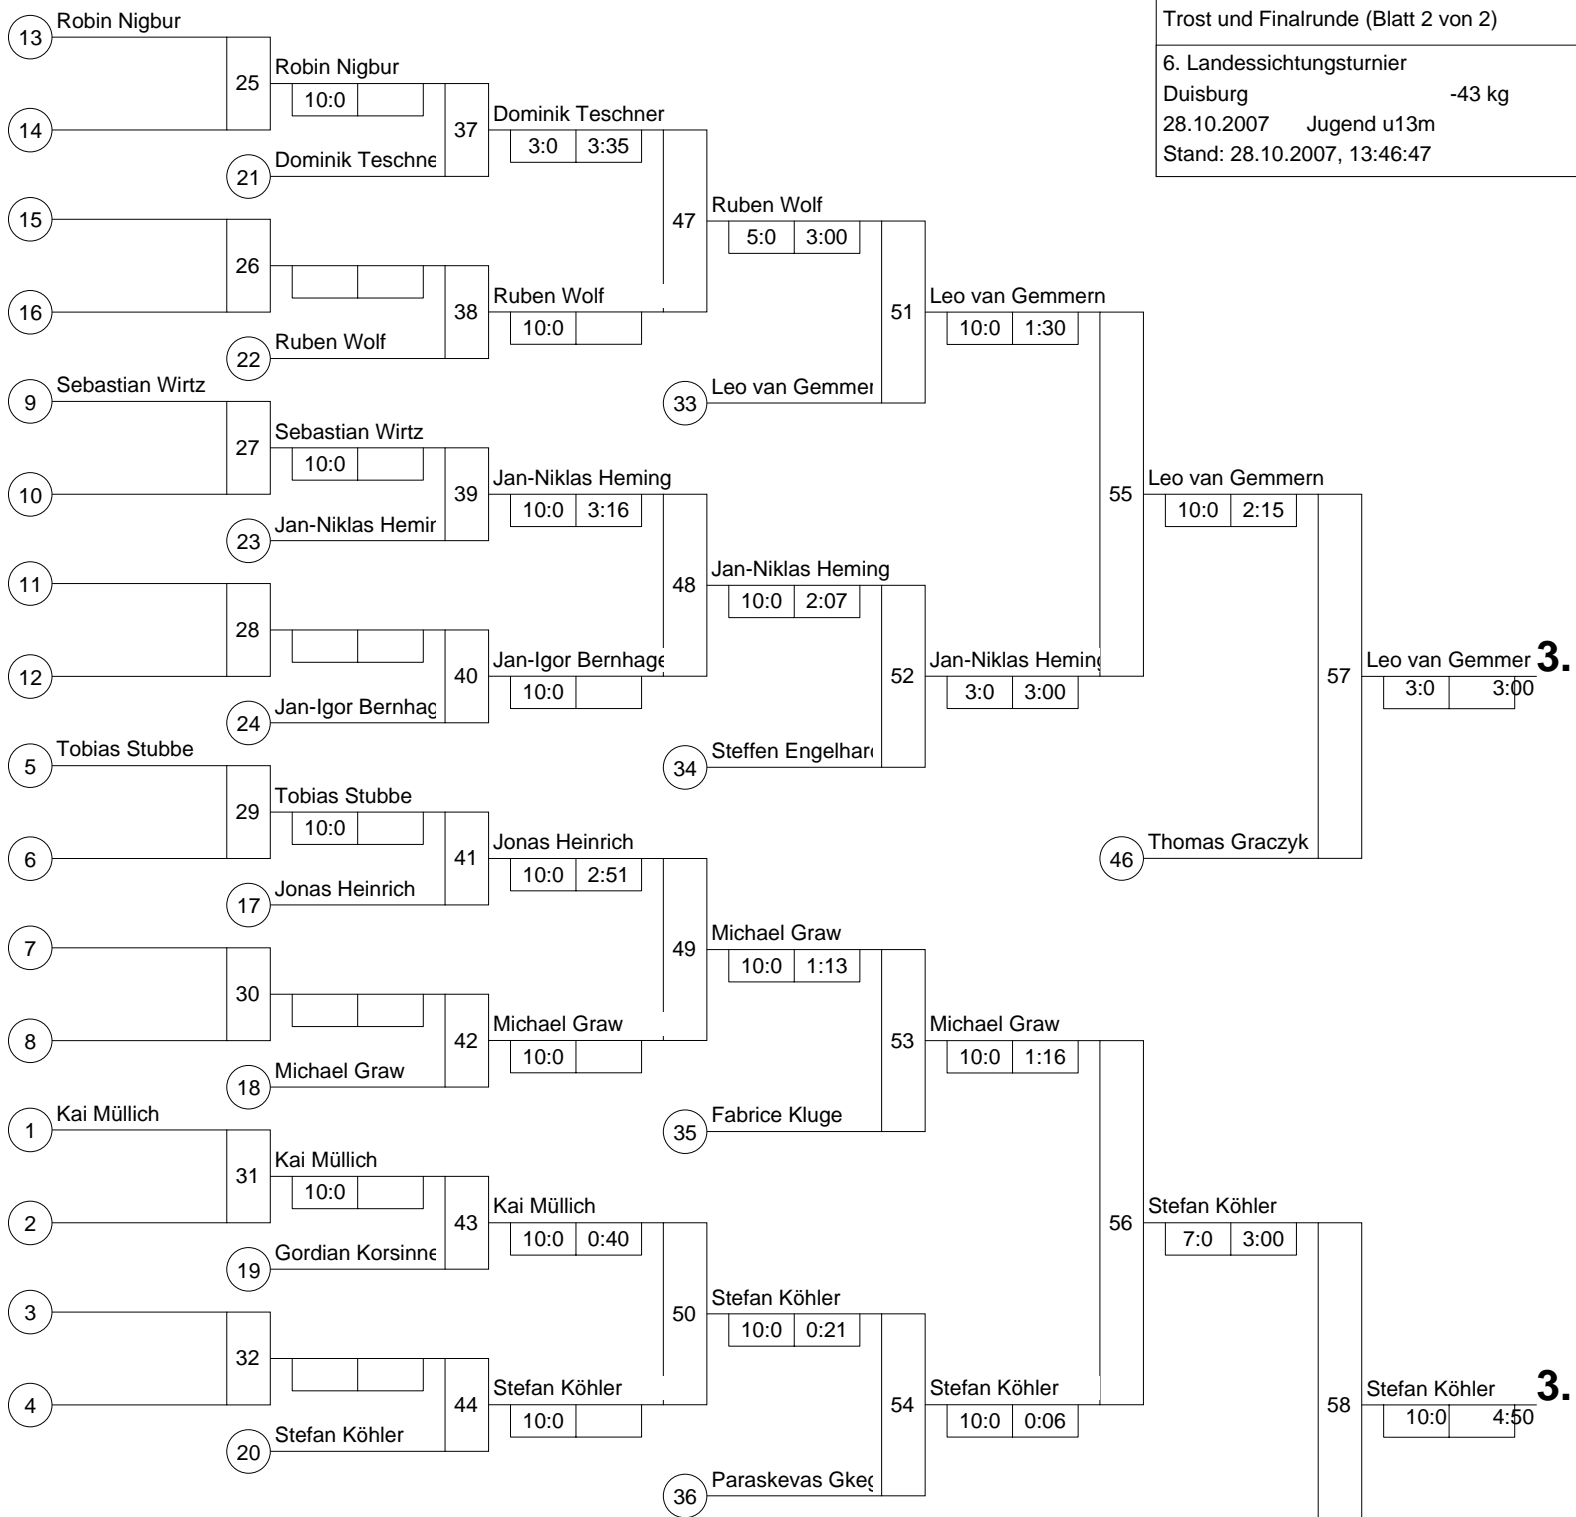 Trost und Finalrunde (Blatt 2 von 2)
6. Landessichtungsturnier
Duisburg -43 kg
28.10.2007 Jugend u13m
Stand: 28.10.2007, 13:46:47
13 Robin Nigbur
14
25
Robin Nigbur
10:0
21 Dominik Teschne
37
Dominik Teschner
3:0 3:35
15
16
26
22 Ruben Wolf
38
Ruben Wolf
10:0
47
Ruben Wolf
5:0 3:00
33 Leo van Gemmer
51
Leo van Gemmern
10:0 1:30
9 Sebastian Wirtz
10
27
Sebastian Wirtz
10:0
23 Jan-Niklas Hemin
39
Jan-Niklas Heming
10:0 3:16
11
12
28
24 Jan-Igor Bernhag
40
Jan-Igor Bernhage
10:0
48
Jan-Niklas Heming
10:0 2:07
34 Steffen Engelhard
52
Jan-Niklas Heming
3:0 3:00
55
Leo van Gemmern
10:0 2:15
46 Thomas Graczyk
57
Leo van Gemmer 3.
3:0 3:00
5 Tobias Stubbe
6
29
Tobias Stubbe
10:0
17 Jonas Heinrich
41
Jonas Heinrich
10:0 2:51
7
8
30
18 Michael Graw
42
Michael Graw
10:0
49
Michael Graw
10:0 1:13
35 Fabrice Kluge
53
Michael Graw
10:0 1:16
1 Kai Müllich
2
31
Kai Müllich
10:0
19 Gordian Korsinne
43
Kai Müllich
10:0 0:40
3
4
32
20 Stefan Köhler
44
Stefan Köhler
10:0
50
Stefan Köhler
10:0 0:21
36 Paraskevas Gkeg
54
Stefan Köhler
10:0 0:06
56
Stefan Köhler
7:0 3:00
58
Stefan Köhler 3.
10:0 4:50